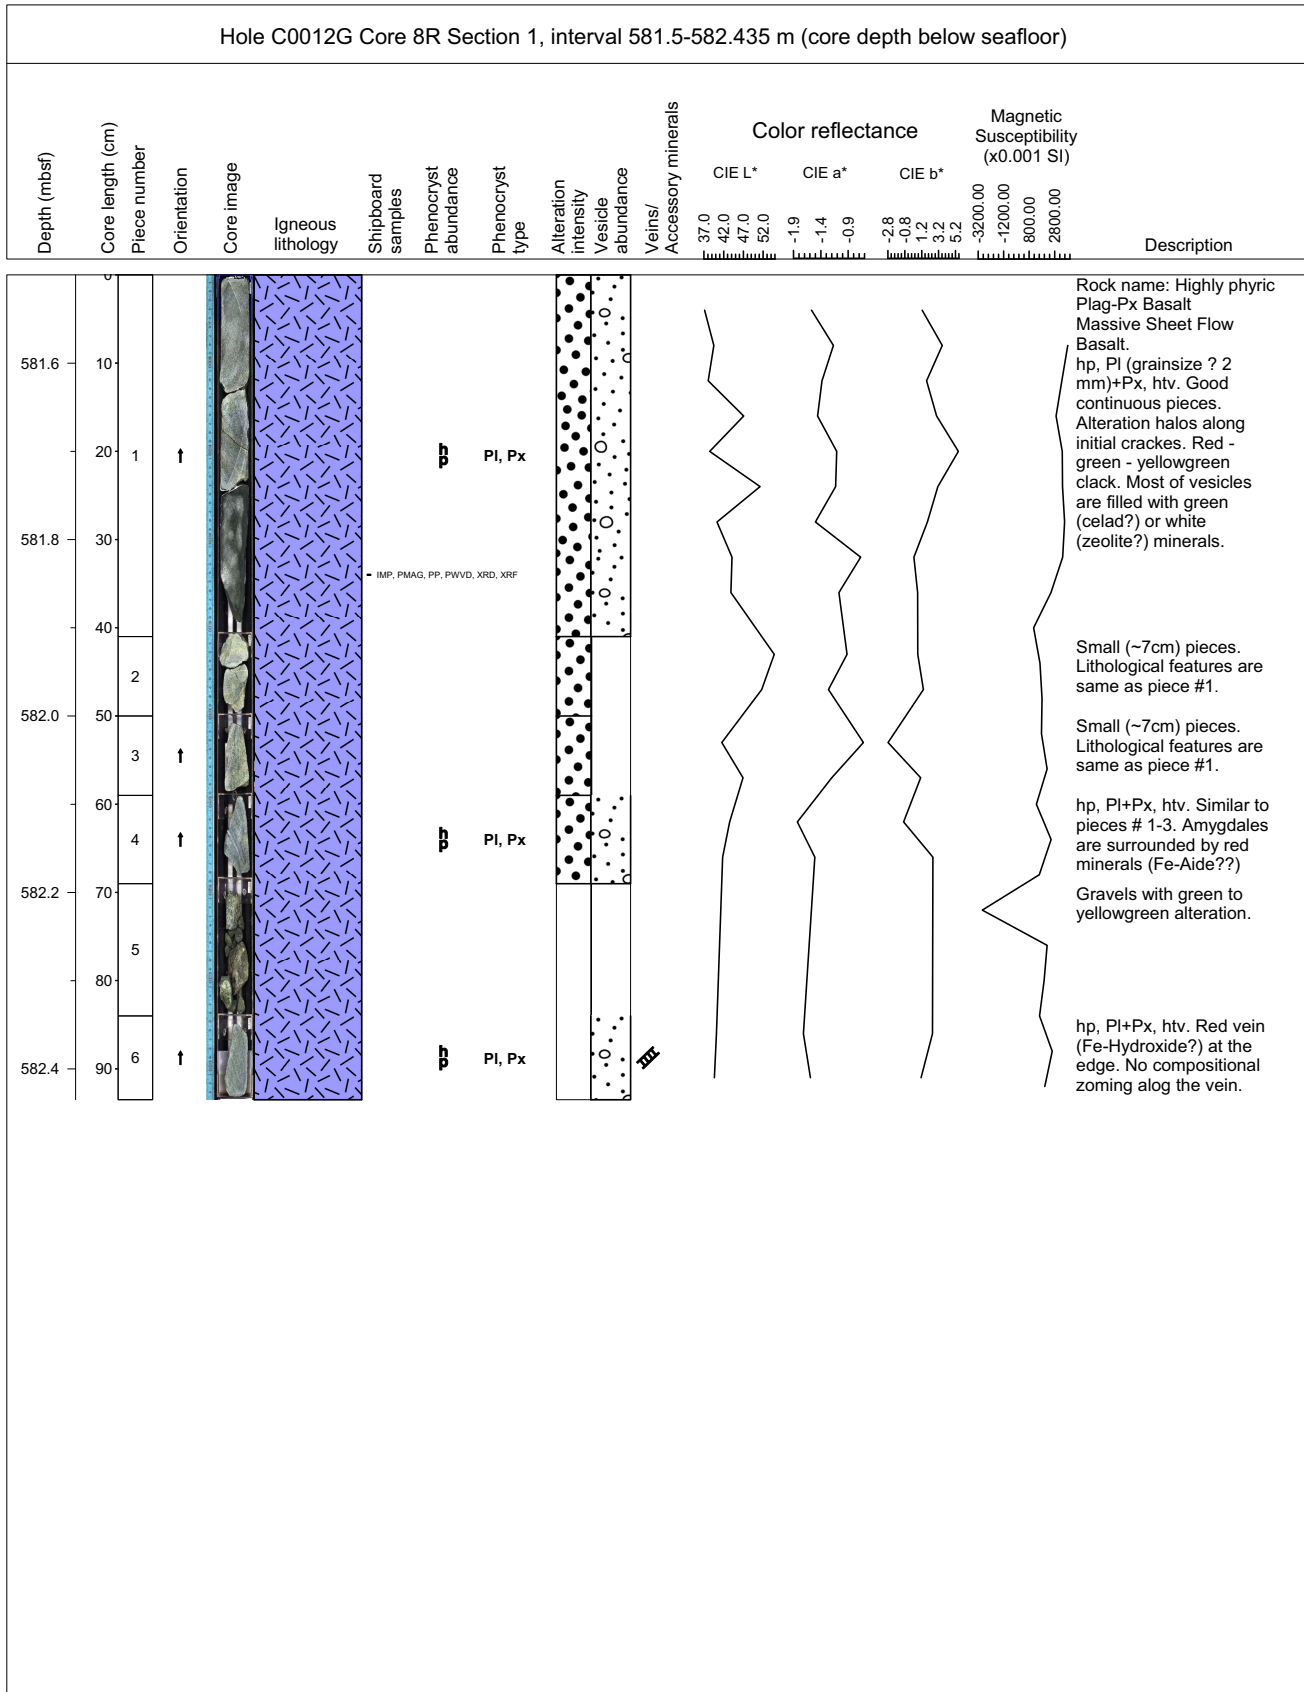 Hole C0012G Core 8R Section 1, interval 581.5-582.435 m (core depth below seafloor)
Depth (mbsf)
Core length (cm)
Piece number
Orientation
Core image
Igneous
lithology
Shipboard
samples
Phenocryst
abundance
Phenocryst
type
Alteration
intensity
Vesicle
abundance
Veins/
Accessory minerals
Color reflectance
CIE L*
37.0
42.0
47.0
52.0
CIE a*
-1.9
-1.4
-0.9
CIE b*
-2.8
-0.8
1.2
3.2
5.2
Magnetic
Susceptibility
(x0.001 SI)
-3200.00
-1200.00
8000.00
2800.00
Description
581.6
581.8
582.0
582.2
582.4
0
10
20
30
40
50
60
70
80
90
1
2
3
4
5
6
IMP, PMAG, PP, PWVD, XRD, XRF
hp
Pl, Px
hp
Pl, Px
hp
Pl, Px
Rock name: Highly phyric
Plag-Px Basalt
Massive Sheet Flow
Basalt.
hp, Pl (grainsize ? 2
mm)+Px, htv. Good
continuous pieces.
Alteration halos along
initial crackes. Red -
green - yellowgreen
clack. Most of vesicles
are filled with green
(celad?) or white
(zeolite?) minerals.
Small (~7cm) pieces.
Lithological features are
same as piece #1.
Small (~7cm) pieces.
Lithological features are
same as piece #1.
hp, Pl+Px, htv. Similar to
pieces # 1-3. Amygdales
are surrounded by red
minerals (Fe-Aide??)
Gravels with green to
yellowgreen alteration.
hp, Pl+Px, htv. Red vein
(Fe-Hydroxide?) at the
edge. No compositional
zoming alog the vein.